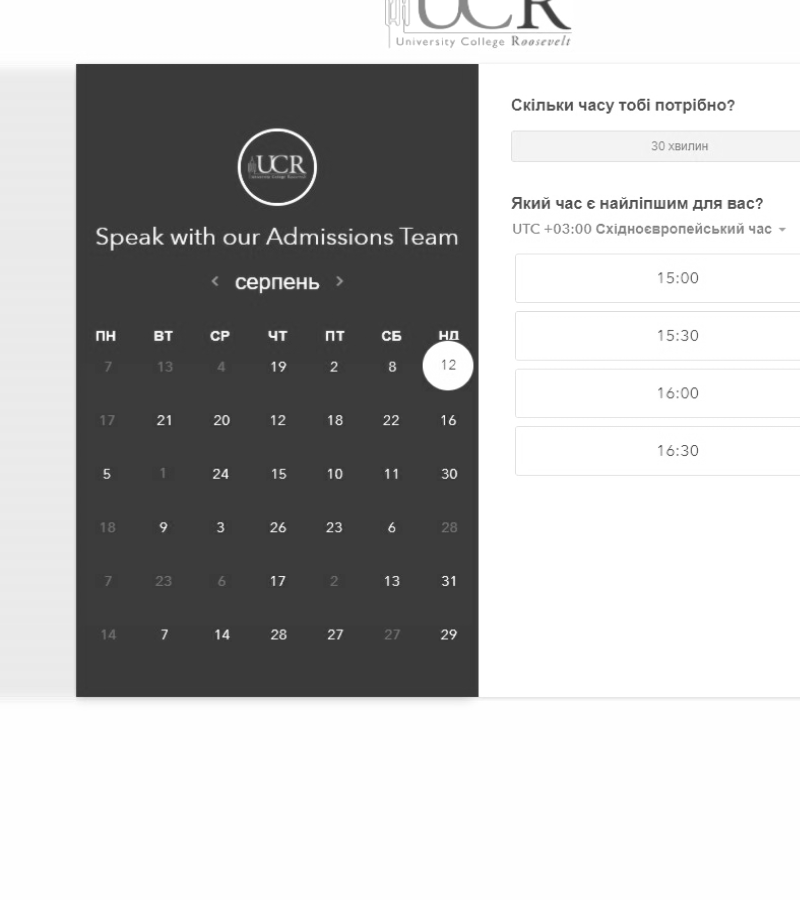 UCR
University College Roosevelt
UCR
University College Roosevelt
Speak with our Admissions Team
< серпень >
ПН ВТ СР ЧТ ПТ СБ НД
7 13 4 19 2 8 12
17 21 20 12 18 22 16
5 1 24 15 10 11 30
18 9 3 26 23 6 28
7 23 6 17 2 13 31
14 7 14 28 27 27 29
Скільки часу тобі потрібно?
30 хвилин
Який час є найліпшим для вас?
UTC +03:00 Східноєвропейський час
15:00
15:30
16:00
16:30